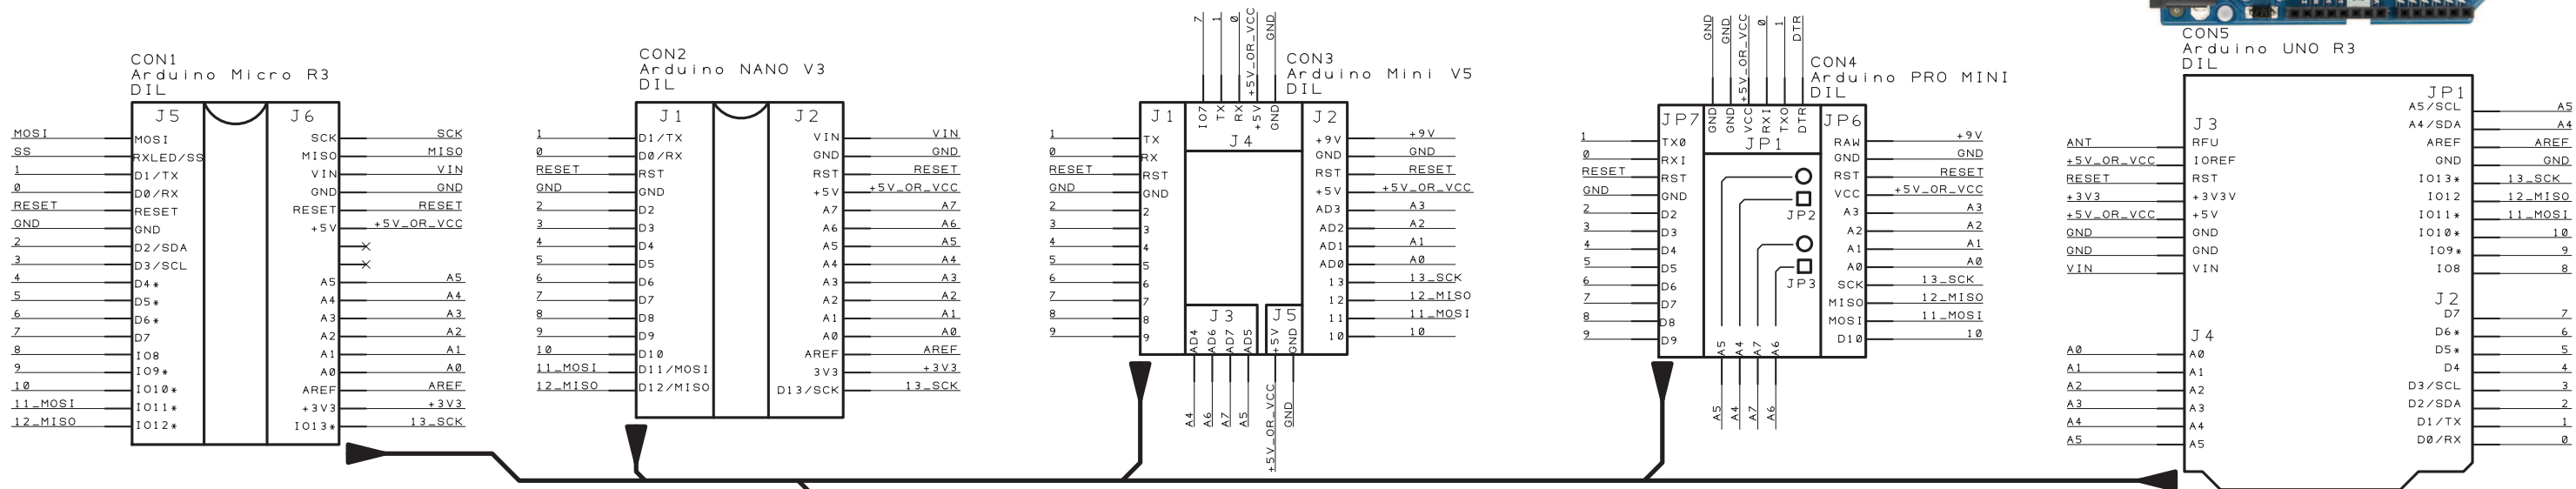 CON1
Arduino Micro R3
DIL
J5 J6
MOSI MOSI SCK SCK
SS RXLED/SS MISO MISO
1 D1/TX VIN VIN
0 D0/RX GND GND
RESET RESET RESET RESET
GND GND +5V +5V_OR_VCC
2 D2/SDA
3 D3/SCL
4 D4* A5 A5
5 D5* A4 A4
6 D6* A3 A3
7 D7 A2 A2
8 IO8 A1 A1
9 IO9* A0 A0
10 IO10* AREF AREF
11_MOSI IO11* +3V3 +3V3
12_MISO IO12* IO13* 13_SCK
CON2
Arduino NANO V3
DIL
J1 J2
1 D1/TX VIN VIN
0 D0/RX GND GND
RESET RST RST RESET
GND GND +5V +5V_OR_VCC
2 D2 A7 A7
3 D3 A6 A6
4 D4 A5 A5
5 D5 A4 A4
6 D6 A3 A3
7 D7 A2 A2
8 D8 A1 A1
9 D9 A0 A0
10 D10 AREF AREF
11_MOSI D11/MOSI 3V3 +3V3
12_MISO D12/MISO D13/SCK 13_SCK
7 1 0 +5V_OR_VCC GND
CON3
Arduino Mini V5
DIL
IO7 TX RX +5V GND
J1 J4 J2
1 TX +9V +9V
0 RX GND GND
RESET RST RST RESET
GND GND +5V +5V_OR_VCC
2 2 AD3 A3
3 3 AD2 A2
4 4 AD1 A1
5 5 AD0 A0
6 6 13 13_SCK
7 7 12 12_MISO
8 8 11 11_MOSI
9 9 10 10
J3 J5
AD4 AD6 AD7 AD5 +5V GND
A4 A6 A7 A5 +5V_OR_VCC GND
GND GND +5V_OR_VCC 0 1 DTR
CON4
Arduino PRO MINI
DIL
GND GND VCC RXI TXO DTR
JP7 JP1 JP6
1 TX0 RAW +9V
0 RXI GND GND
RESET RST RST RESET
GND GND VCC +5V_OR_VCC
2 D2 A3 A3
3 D3 A2 A2
4 D4 A1 A1
5 D5 A0 A0
6 D6 SCK 13_SCK
7 D7 MISO 12_MISO
8 D8 MOSI 11_MOSI
9 D9 D10 10
JP2
JP3
A5 A4 A7 A6
A5 A4 A7 A6
CON5
Arduino UNO R3
DIL
JP1
A5/SCL A5
J3 A4/SDA A4
ANT RFU AREF AREF
+5V_OR_VCC IOREF GND GND
RESET RST IO13* 13_SCK
+3V3 +3V3V IO12 12_MISO
+5V_OR_VCC +5V IO11* 11_MOSI
GND GND IO10* 10
GND GND IO9* 9
VIN VIN IO8 8
J2
D7 7
J4 D6* 6
A0 A0 D5* 5
A1 A1 D4 4
A2 A2 D3/SCL 3
A3 A3 D2/SDA 2
A4 A4 D1/TX 1
A5 A5 D0/RX 0